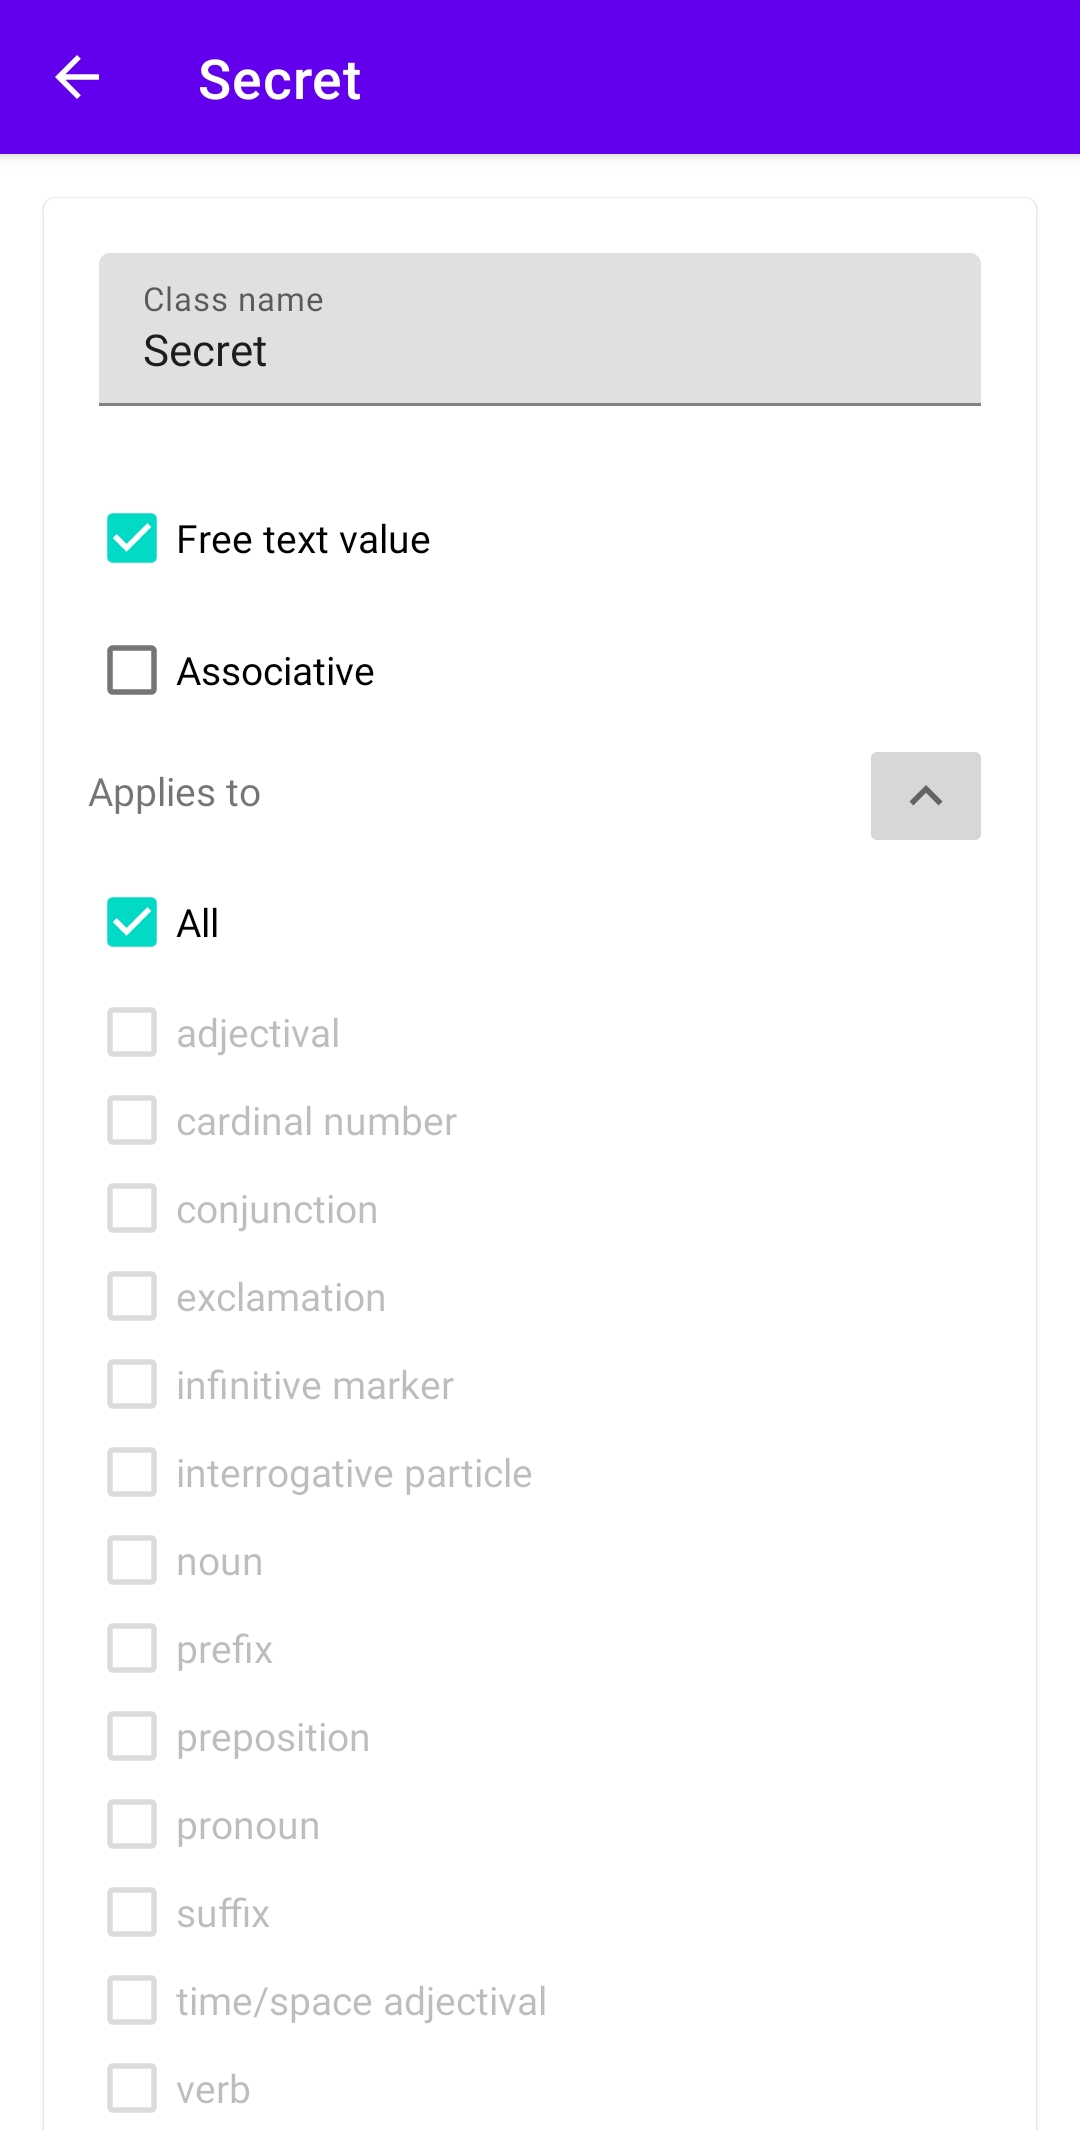 Secret
Class name
Secret
Free text value
Associative
Applies to
All
adjectival
cardinal number
conjunction
exclamation
infinitive marker
interrogative particle
noun
prefix
preposition
pronoun
suffix
time/space adjectival
verb